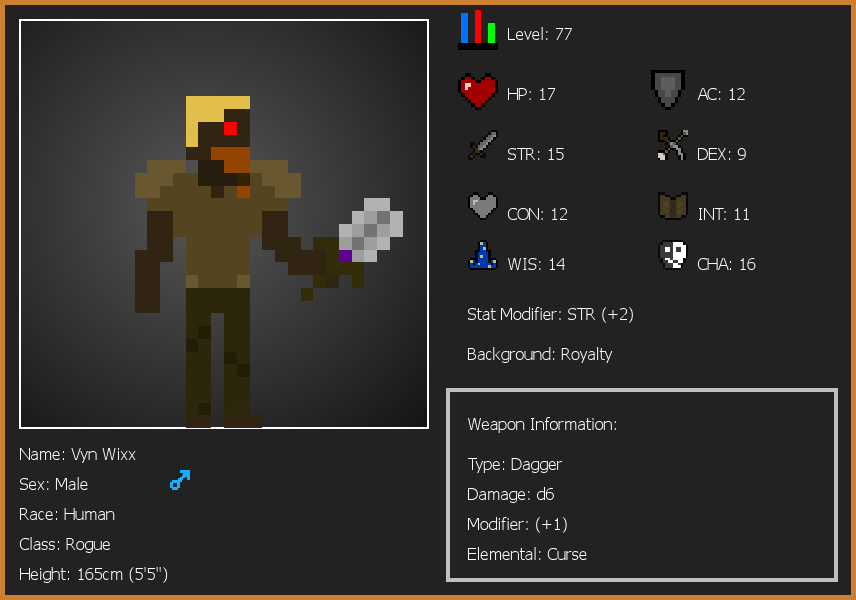 Level: 77
HP: 17
AC: 12
STR: 15
DEX: 9
CON: 12
INT: 11
WIS: 14
CHA: 16
Stat Modifier: STR (+2)
Background: Royalty
Weapon Information:
Type: Dagger
Damage: d6
Modifier: (+1)
Elemental: Curse
Name: Vyn Wixx
Sex: Male
Race: Human
Class: Rogue
Height: 165cm (5'5")